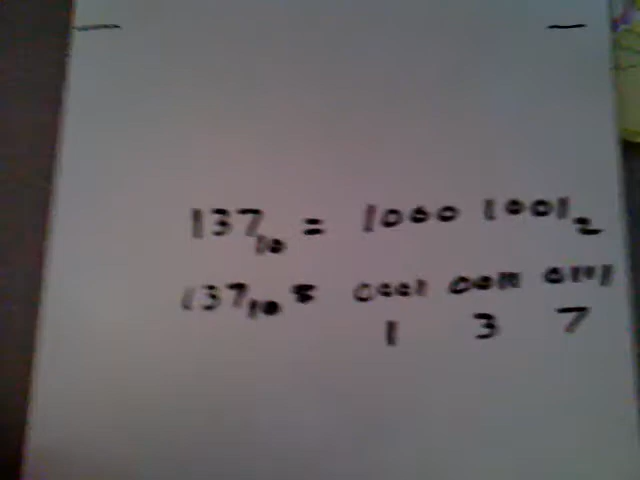 137₁₀ = 1000 1001₂
137₁₀ = 0001 0011 0111
1 3 7